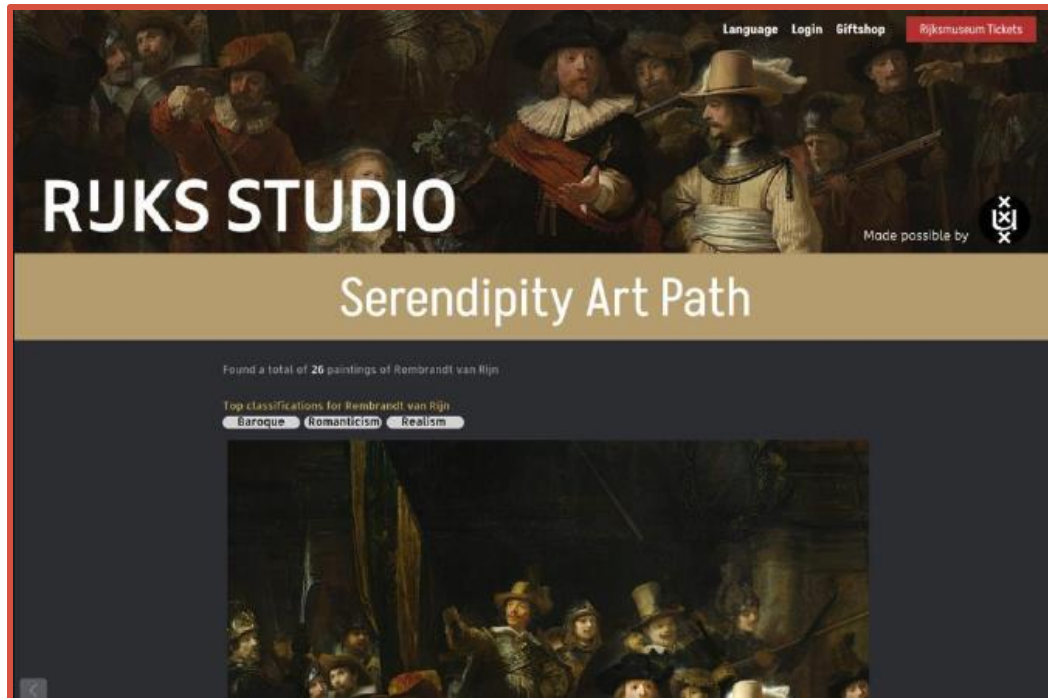 Language Login Giftshop Rijksmuseum Tickets
RIJKS STUDIO
Made possible by
Serendipity Art Path
Found a total of 26 paintings of Rembrandt van Rijn
Top classifications for Rembrandt van Rijn
Baroque Romanticism Realism